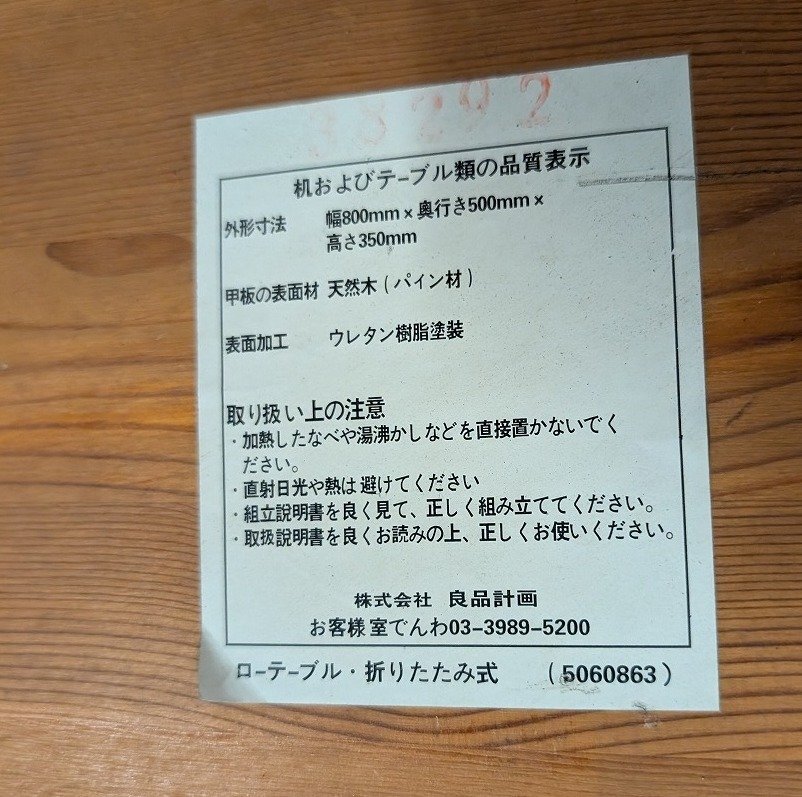 33292
机およびテーブル類の品質表示
外形寸法 幅800mm×奥行き500mm×
高さ350mm
甲板の表面材 天然木(パイン材)
表面加工 ウレタン樹脂塗装
取り扱い上の注意
・加熱したなべや湯沸かしなどを直接置かないでく
ださい。
・直射日光や熱は避けてください
・組立説明書を良く見て、正しく組み立ててください。
・取扱説明書を良くお読みの上、正しくお使いください。
株式会社 良品計画
お客様室でんわ03-3989-5200
ローテーブル・折りたたみ式 (5060863)